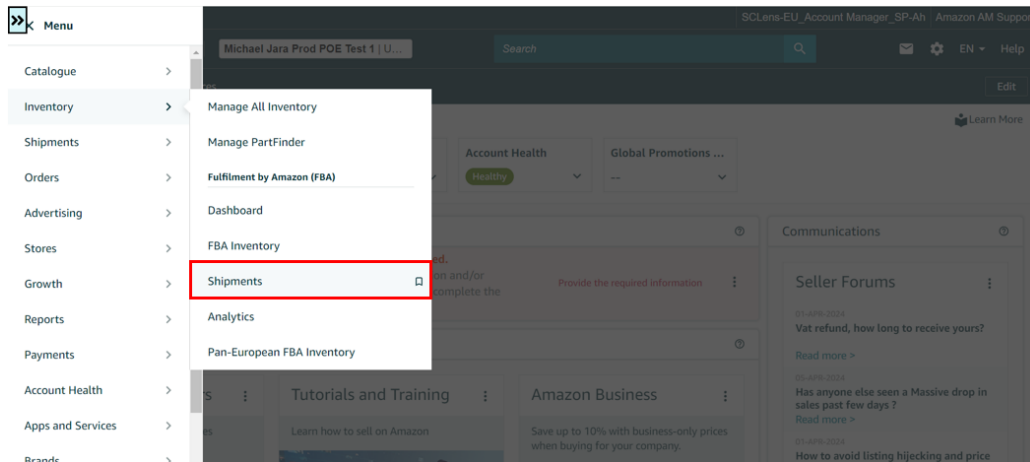 Menu
SCLens-EU_Account Manager_SP-Ah Amazon AM Suppor
Michael Jara Prod POE Test 1 | U...
Search
EN
Help
Edit
Learn More
Catalogue
Inventory
Shipments
Orders
Advertising
Stores
Growth
Reports
Payments
Account Health
Apps and Services
Brands
Manage All Inventory
Manage PartFinder
Fulfilment by Amazon (FBA)
Dashboard
FBA Inventory
Shipments
Analytics
Pan-European FBA Inventory
Account Health
Healthy
Global Promotions ...
--
ed.
on and/or
complete the
Provide the required information
Communications
Seller Forums
01-APR-2024
Vat refund, how long to receive yours?
Read more >
Has anyone else seen a Massive drop in
sales past few days ?
Read more >
01-APR-2024
How to avoid listing hijecking and price
rs
es
Tutorials and Training
Learn how to sell on Amazon
Amazon Business
Save up to 10% with business-only prices
when buying for your company.